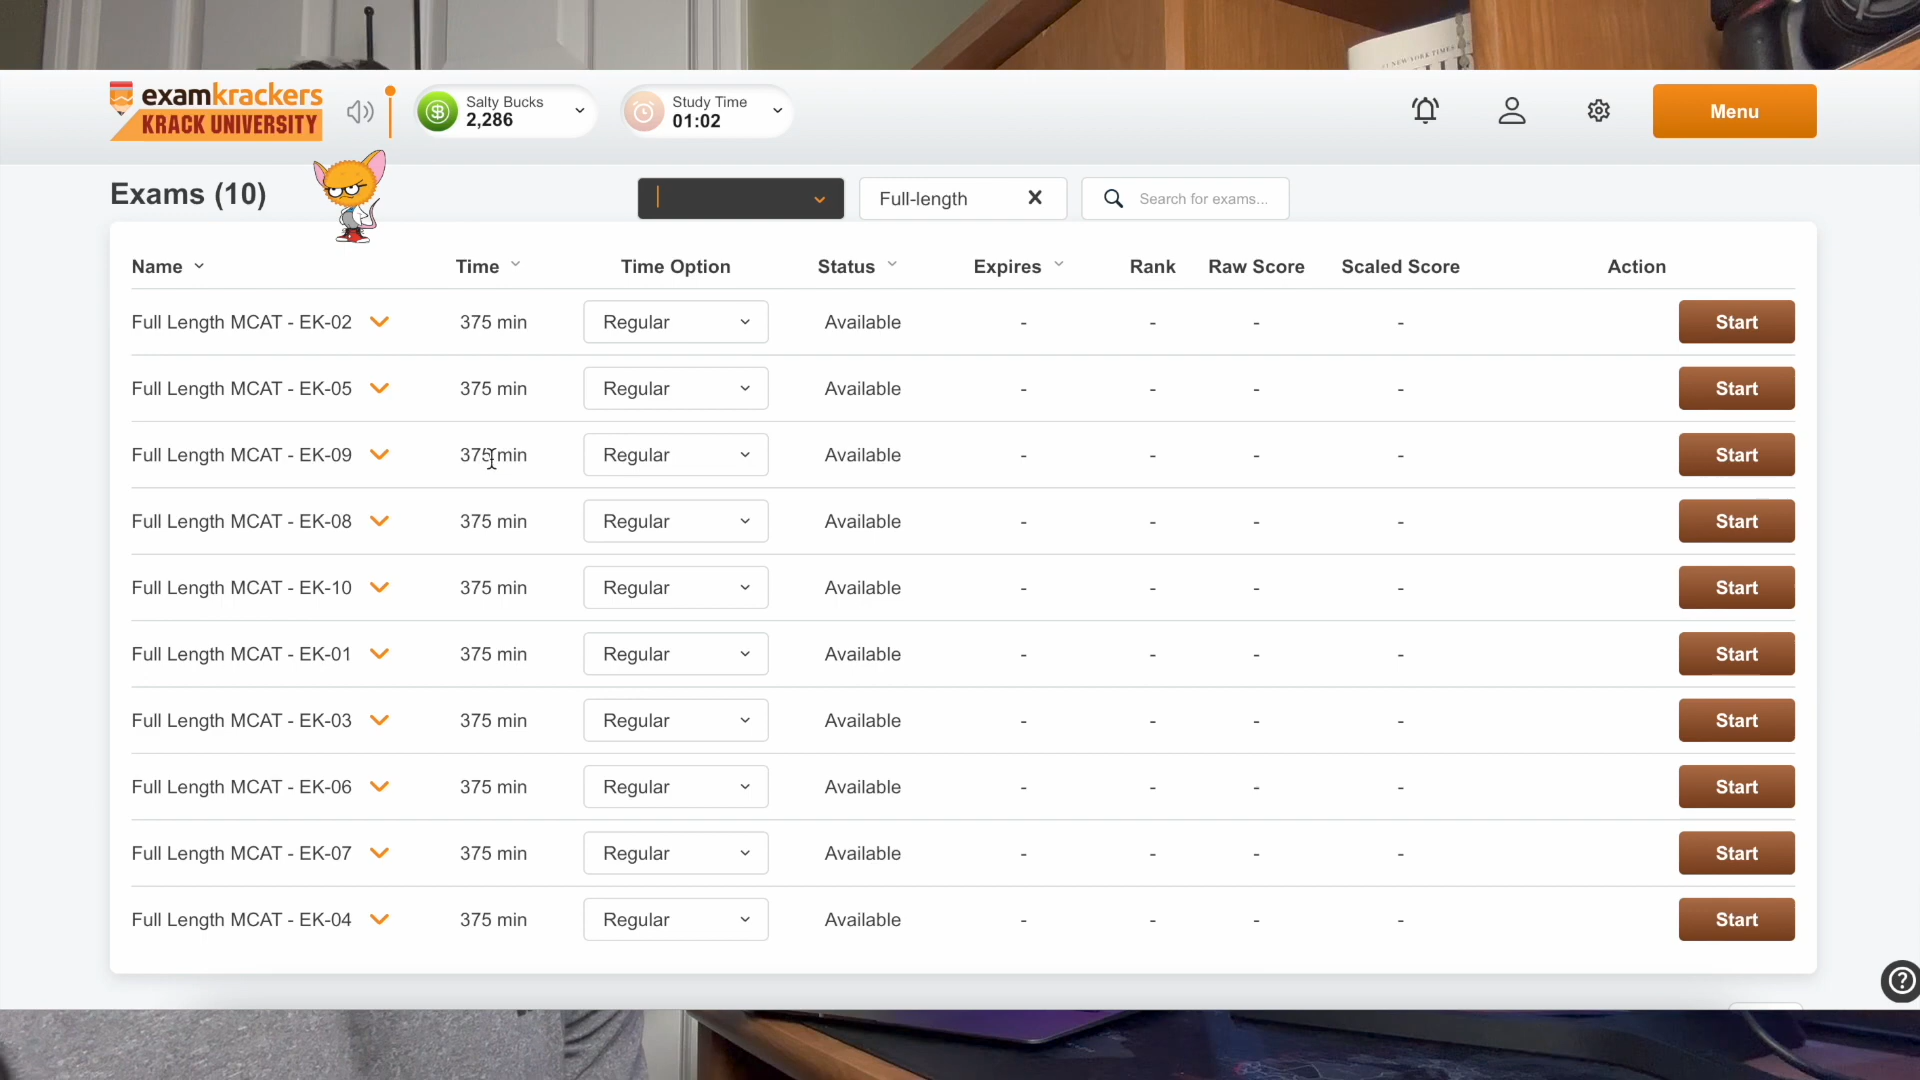 #1 NEW YORK TIMES
examkrackers
KRACK UNIVERSITY
Salty Bucks
2,286
Study Time
01:02
Menu
Exams (10)
Full-length
Search for exams...
Name Time Time Option Status Expires Rank Raw Score Scaled Score Action
Full Length MCAT - EK-02 375 min Regular Available - - - - Start
Full Length MCAT - EK-05 375 min Regular Available - - - - Start
Full Length MCAT - EK-09 375 min Regular Available - - - - Start
Full Length MCAT - EK-08 375 min Regular Available - - - - Start
Full Length MCAT - EK-10 375 min Regular Available - - - - Start
Full Length MCAT - EK-01 375 min Regular Available - - - - Start
Full Length MCAT - EK-03 375 min Regular Available - - - - Start
Full Length MCAT - EK-06 375 min Regular Available - - - - Start
Full Length MCAT - EK-07 375 min Regular Available - - - - Start
Full Length MCAT - EK-04 375 min Regular Available - - - - Start